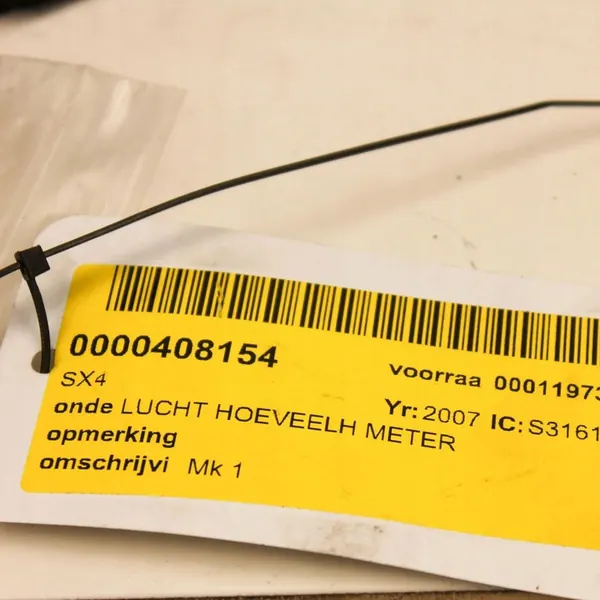 0000408154 voorraa 00011973
SX4 Yr: 2007 IC: S3161
onde LUCHT HOEVEELH METER
opmerking
omschrijvi Mk 1